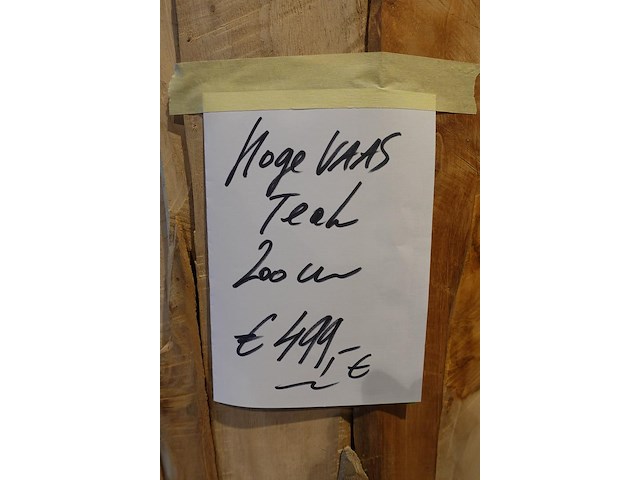 Hoge VAAS
Teak
200 cm
€ 499,- €